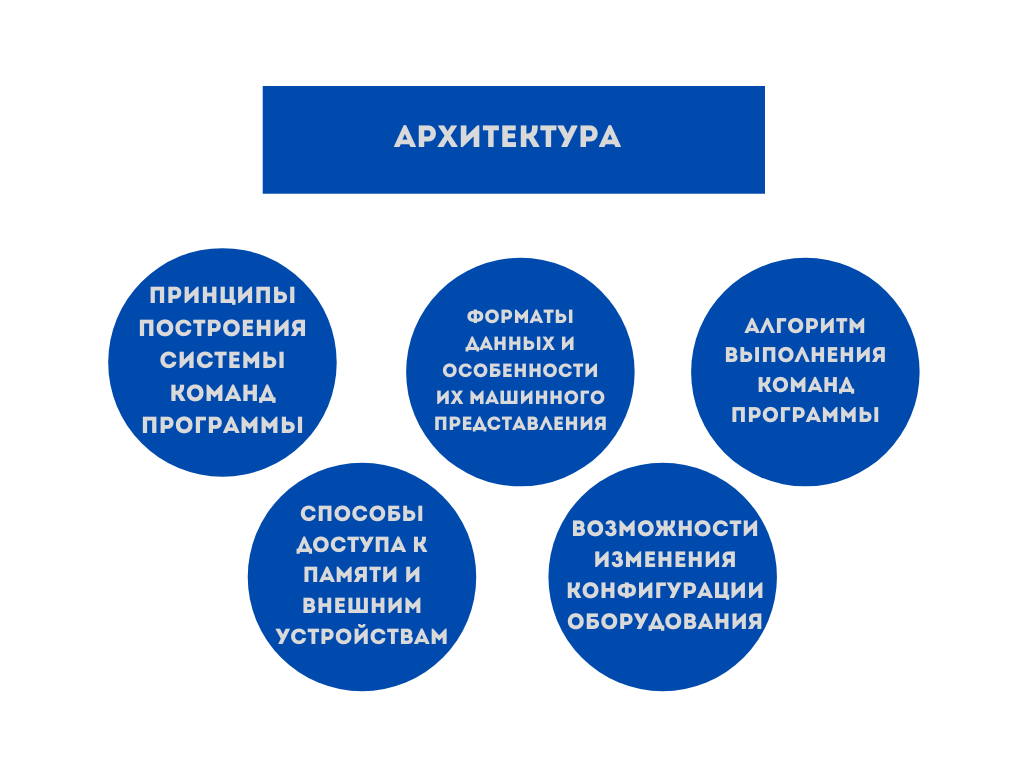 АРХИТЕКТУРА
ПРИНЦИПЫ
ПОСТРОЕНИЯ
СИСТЕМЫ
КОМАНД
ПРОГРАММЫ
ФОРМАТЫ
ДАННЫХ И
ОСОБЕННОСТИ
ИХ МАШИННОГО
ПРЕДСТАВЛЕНИЯ
АЛГОРИТМ
ВЫПОЛНЕНИЯ
КОМАНД
ПРОГРАММЫ
СПОСОБЫ
ДОСТУПА К
ПАМЯТИ И
ВНЕШНИМ
УСТРОЙСТВАМ
ВОЗМОЖНОСТИ
ИЗМЕНЕНИЯ
КОНФИГУРАЦИИ
ОБОРУДОВАНИЯ